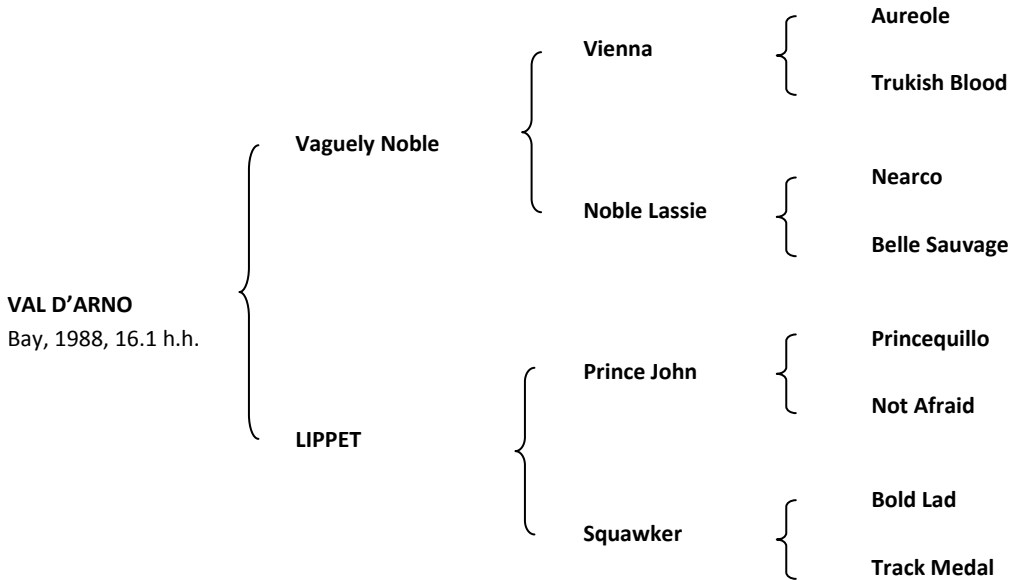 Aureole
Vienna
Trukish Blood
Vaguely Noble
Nearco
Noble Lassie
Belle Sauvage
VAL D’ARNO
Bay, 1988, 16.1 h.h.
Princequillo
Prince John
Not Afraid
LIPPET
Bold Lad
Squawker
Track Medal